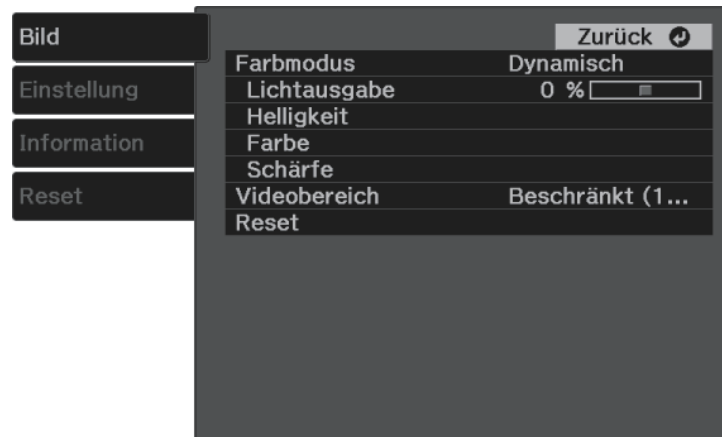 Bild
Einstellung
Information
Reset
Zurück
Farbmodus Dynamisch
Lichtausgabe 0 %
Helligkeit
Farbe
Schärfe
Videobereich Beschränkt (1...
Reset